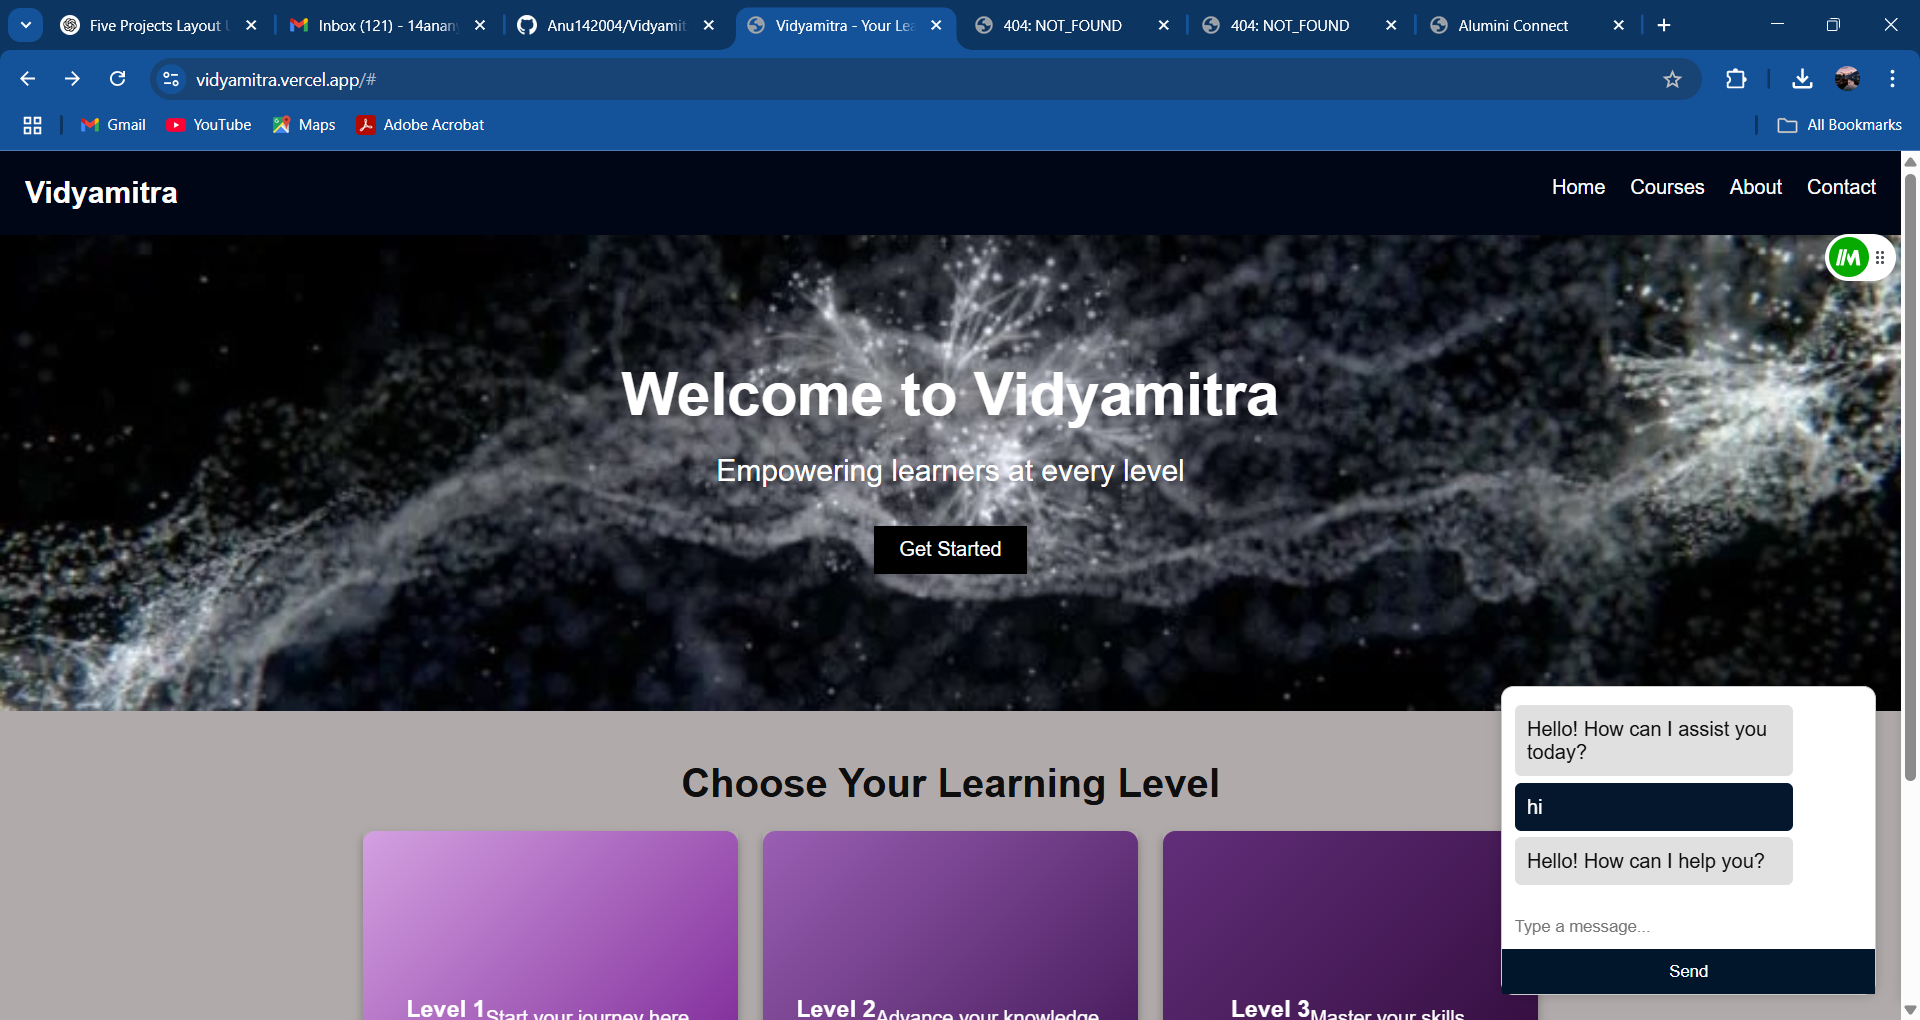 Five Projects Layout
Inbox (121) - 14anany
Anu142004/Vidyamit
Vidyamitra - Your Lea
404: NOT_FOUND
404: NOT_FOUND
Alumini Connect
vidyamitra.vercel.app/#
Gmail
YouTube
Maps
Adobe Acrobat
All Bookmarks
Vidyamitra
Home
Courses
About
Contact
Welcome to Vidyamitra
Empowering learners at every level
Get Started
Choose Your Learning Level
Level 1 Start your journey here
Level 2 Advance your knowledge
Level 3 Master your skills
Hello! How can I assist you
today?
hi
Hello! How can I help you?
Type a message...
Send